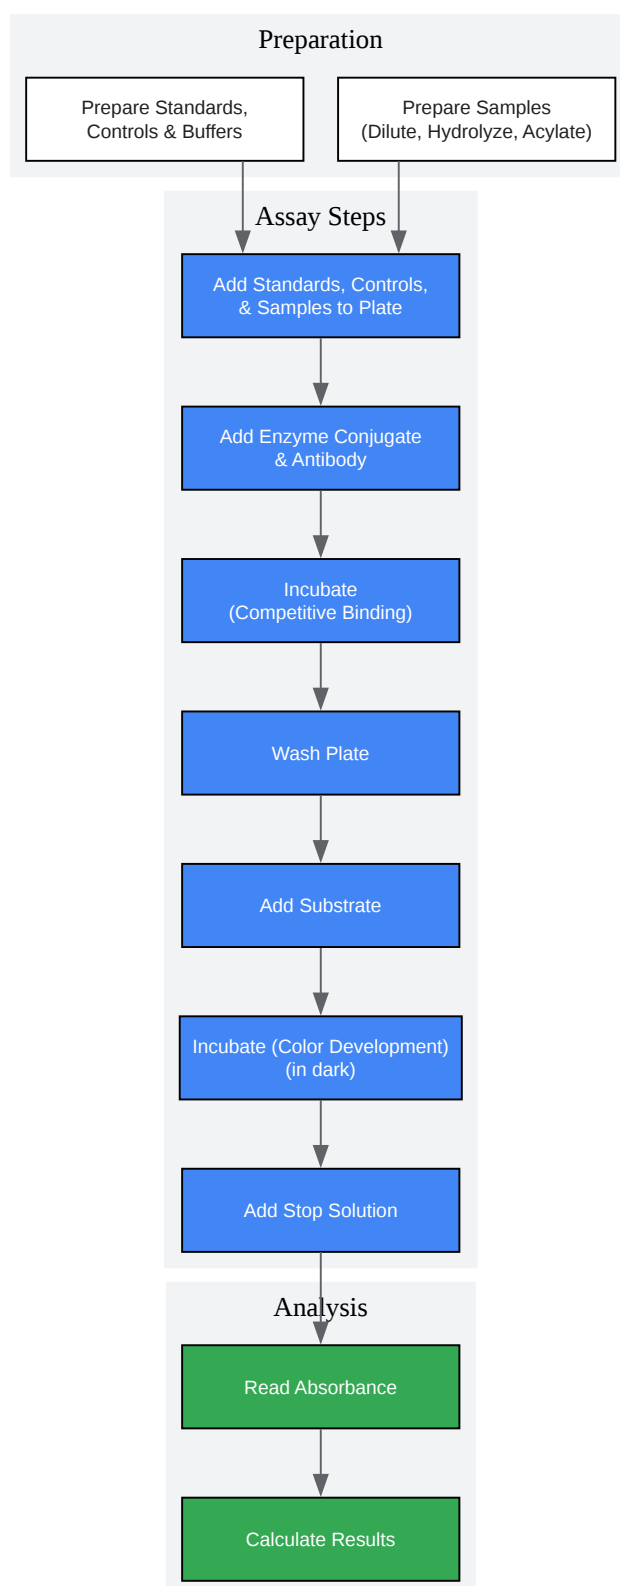 Preparation
Prepare Standards,
Controls & Buffers
Prepare Samples
(Dilute, Hydrolyze, Acylate)
Assay Steps
Add Standards, Controls,
& Samples to Plate
Add Enzyme Conjugate
& Antibody
Incubate
(Competitive Binding)
Wash Plate
Add Substrate
Incubate (Color Development)
(in dark)
Add Stop Solution
Analysis
Read Absorbance
Calculate Results